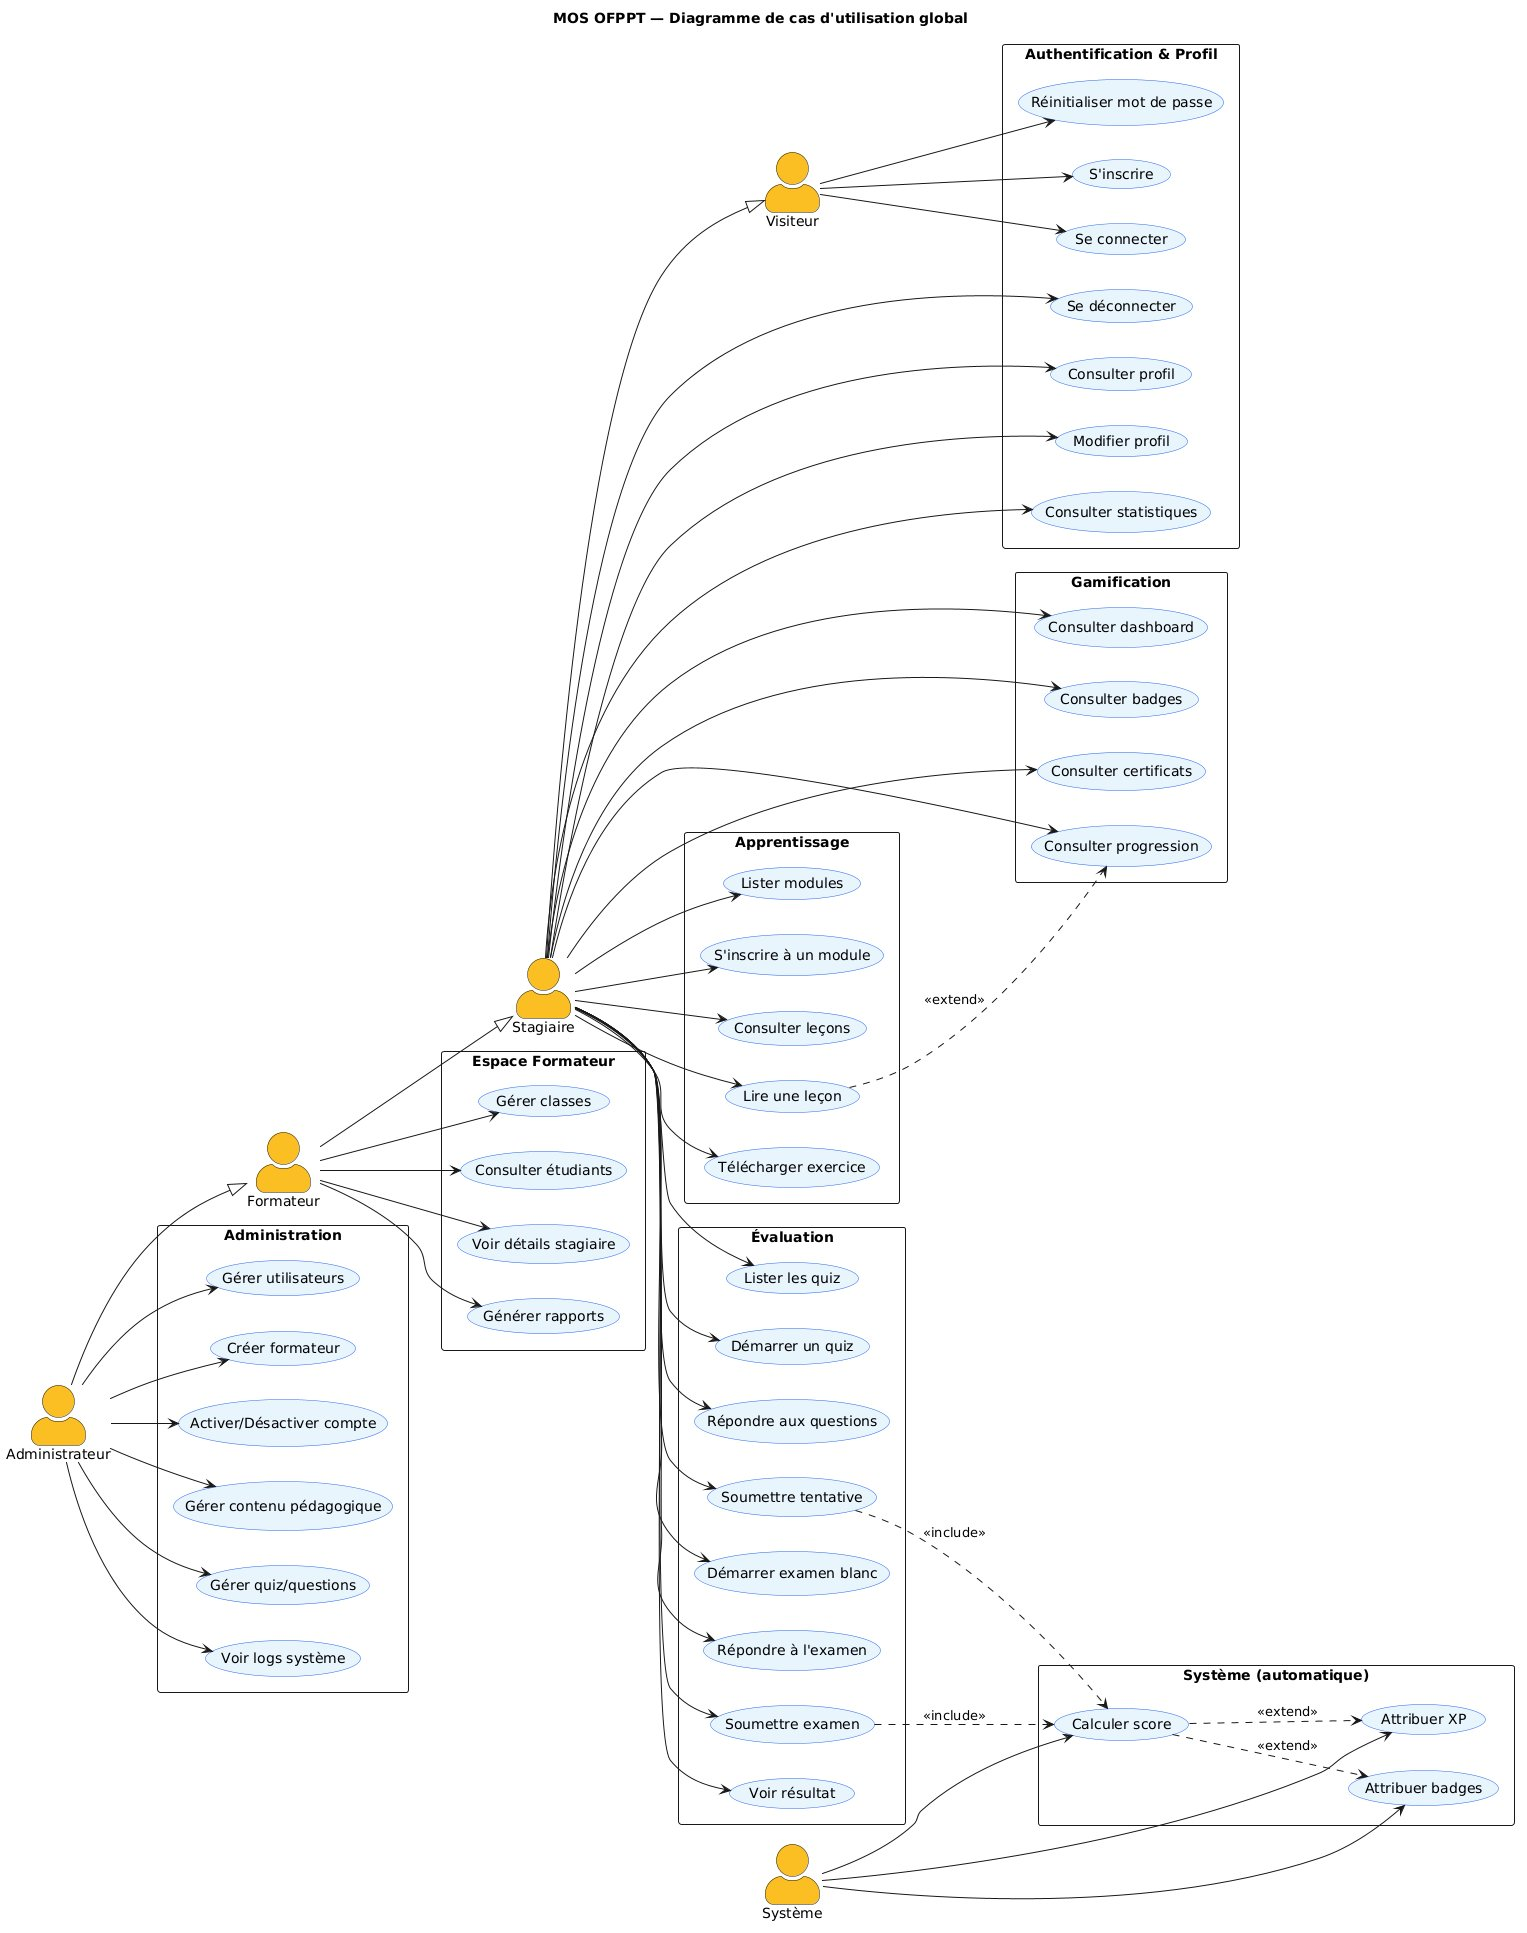 MOS OFPPT — Diagramme de cas d'utilisation global
Authentification & Profil
Réinitialiser mot de passe
S'inscrire
Se connecter
Se déconnecter
Consulter profil
Modifier profil
Consulter statistiques
Visiteur
Gamification
Consulter dashboard
Consulter badges
Consulter certificats
Consulter progression
Apprentissage
Lister modules
S'inscrire à un module
Consulter leçons
Lire une leçon
Télécharger exercice
«extend»
Stagiaire
Espace Formateur
Gérer classes
Consulter étudiants
Voir détails stagiaire
Générer rapports
Formateur
Administration
Gérer utilisateurs
Créer formateur
Activer/Désactiver compte
Gérer contenu pédagogique
Gérer quiz/questions
Voir logs système
Administrateur
Évaluation
Lister les quiz
Démarrer un quiz
Répondre aux questions
Soumettre tentative
Démarrer examen blanc
Répondre à l'examen
Soumettre examen
Voir résultat
«include»
«include»
Système (automatique)
Calculer score
«extend»
Attribuer XP
«extend»
Attribuer badges
Système